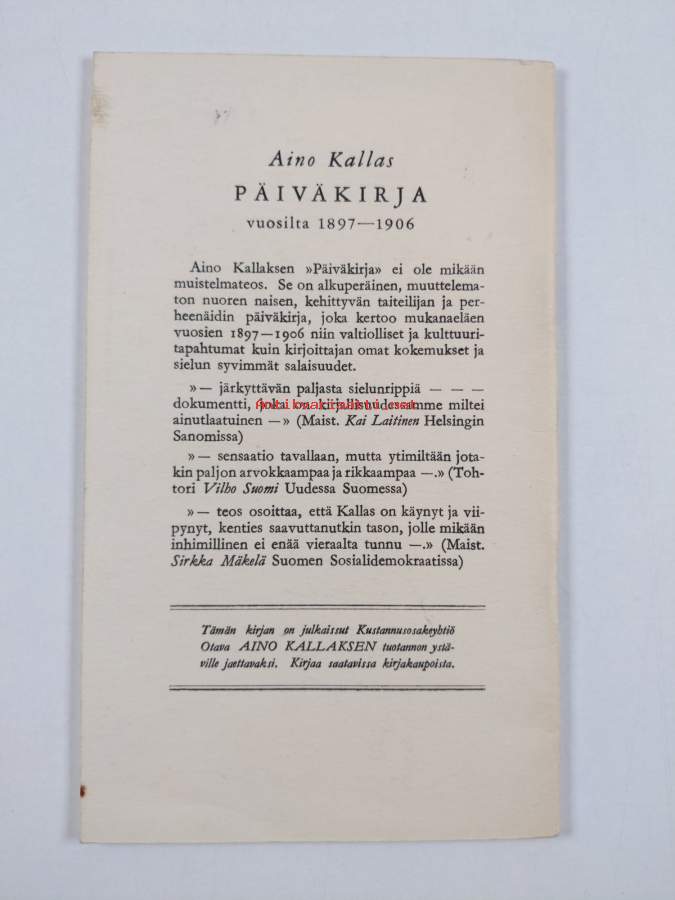 Aino Kallas
PÄIVÄKIRJA
vuosilta 1897—1906
Aino Kallaksen »Päiväkirja» ei ole mikään
muistelmateos. Se on alkuperäinen, muuttelema-
ton nuoren naisen, kehittyvän taiteilijan ja per-
heenäidin päiväkirja, joka kertoo mukanaeläen
vuosien 1897—1906 niin valtiolliset ja kulttuuri-
tapahtumat kuin kirjoittajan omat kokemukset ja
sielun syvimmät salaisuudet.
»— järkyttävän paljasta sielunrippiä — — —
dokumentti, joka on kirjallisuudessamme miltei
ainutlaatuinen —» (Maist. Kai Laitinen Helsingin
Sanomissa)
»— sensaatio tavallaan, mutta ytimiltään jota-
kin paljon arvokkaampaa ja rikkaampaa —.» (Toh-
tori Vilho Suomi Uudessa Suomessa)
»— teos osoittaa, että Kallas on käynyt ja vii-
pynyt, kenties saavuttanutkin tason, jolle mikään
inhimillinen ei enää vieraalta tunnu —.» (Maist.
Sirkka Mäkelä Suomen Sosialidemokraatissa)
Tämän kirjan on julkaissut Kustannusosakeyhtiö
Otava AINO KALLAKSEN tuotannon ystä-
ville jaettavaksi. Kirjaa saatavissa kirjakaupoista.